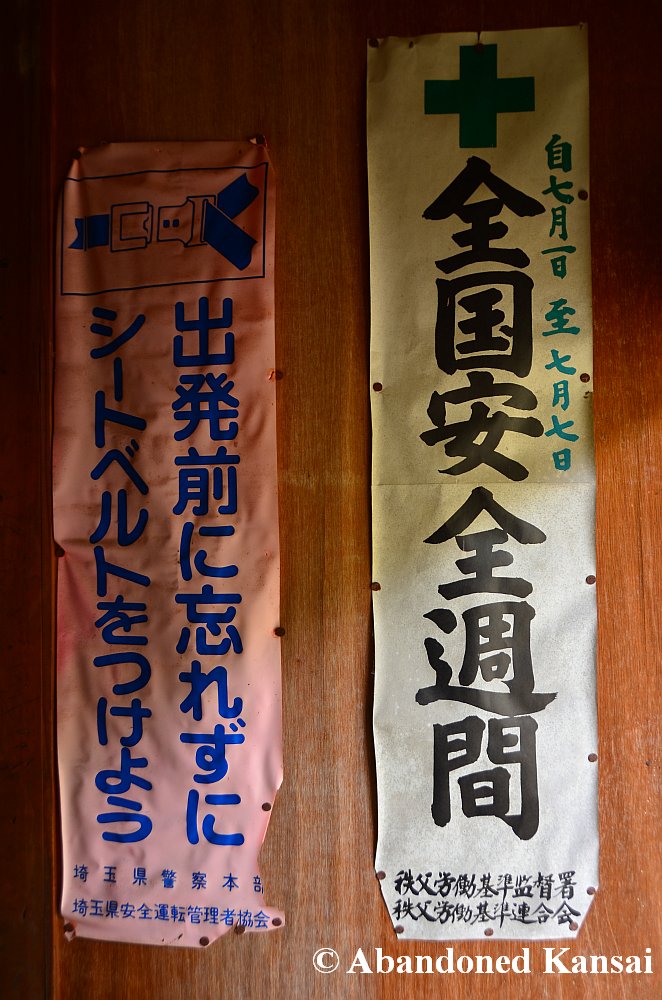 自七月一日 至七月七日
全国安全週間
秩父労働基準監督署
秩父労働基準連合会
出発前に忘れずに
シートベルトをつけよう
埼玉県警察本部
埼玉県安全運転管理者協会
© Abandoned Kansai